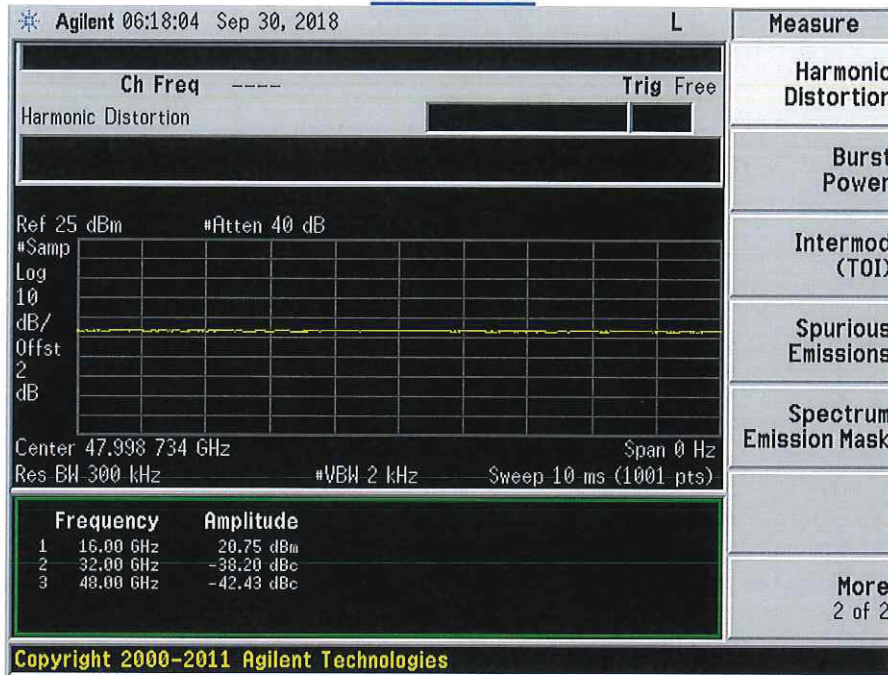 Agilent 06:18:04 Sep 30, 2018 L Measure
Ch Freq ---- Trig Free
Harmonic Distortion
Harmonic
Distortion
Burst
Power
Intermod
(TOI)
Spurious
Emissions
Spectrum
Emission Mask
More
2 of 2
Ref 25 dBm #Atten 40 dB
#Samp
Log
10
dB/
Offst
2
dB
Center 47.998 734 GHz Span 0 Hz
Res BW 300 kHz #VBW 2 kHz Sweep 10 ms (1001 pts)
Frequency Amplitude
1 16.00 GHz 20.75 dBm
2 32.00 GHz -38.20 dBc
3 48.00 GHz -42.43 dBc
Copyright 2000-2011 Agilent Technologies